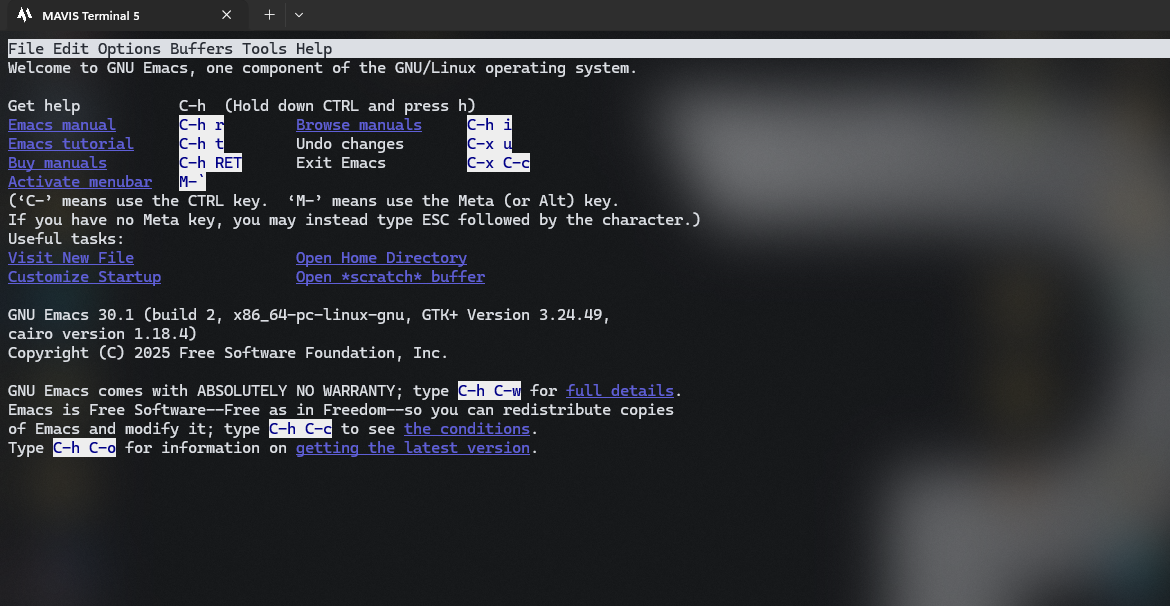 MAVIS Terminal 5
File Edit Options Buffers Tools Help
Welcome to GNU Emacs, one component of the GNU/Linux operating system.
Get help C-h (Hold down CTRL and press h)
Emacs manual C-h r Browse manuals C-h i
Emacs tutorial C-h t Undo changes C-x u
Buy manuals C-h RET Exit Emacs C-x C-c
Activate menubar M-`
(‘C-’ means use the CTRL key. ‘M-’ means use the Meta (or Alt) key.
If you have no Meta key, you may instead type ESC followed by the character.)
Useful tasks:
Visit New File Open Home Directory
Customize Startup Open *scratch* buffer
GNU Emacs 30.1 (build 2, x86_64-pc-linux-gnu, GTK+ Version 3.24.49,
cairo version 1.18.4)
Copyright (C) 2025 Free Software Foundation, Inc.
GNU Emacs comes with ABSOLUTELY NO WARRANTY; type C-h C-w for full details.
Emacs is Free Software--Free as in Freedom--so you can redistribute copies
of Emacs and modify it; type C-h C-c to see the conditions.
Type C-h C-o for information on getting the latest version.